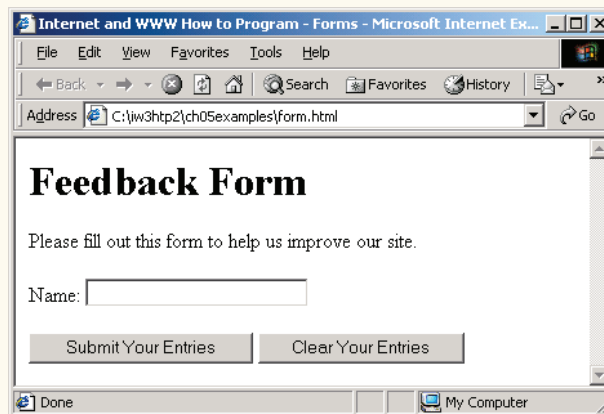 Internet and WWW How to Program - Forms - Microsoft Internet Ex...
File Edit View Favorites Tools Help
Back Search Favorites History »
Address C:\iw3htp2\ch05examples\form.html Go
Feedback Form
Please fill out this form to help us improve our site.
Name:
Submit Your Entries Clear Your Entries
Done My Computer